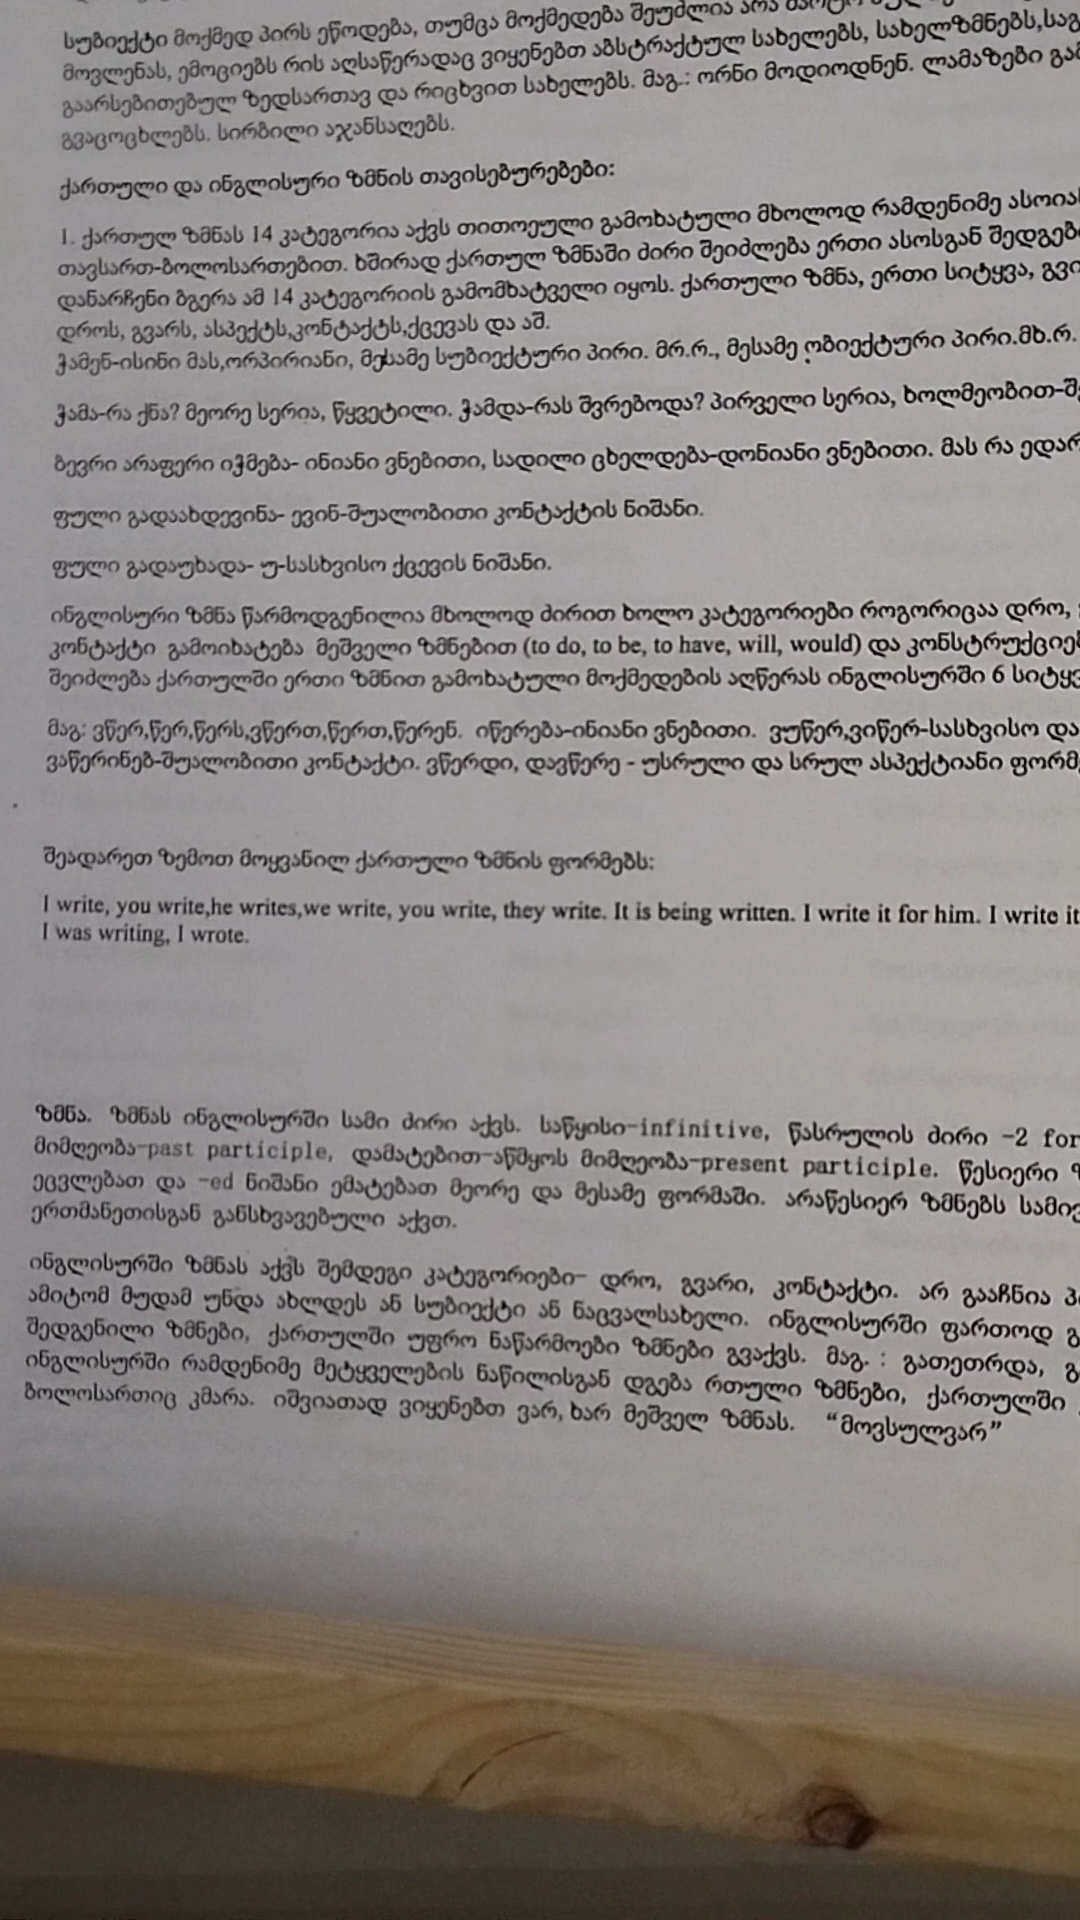 სუბიექტი მოქმედ პირს ეწოდება, თუმცა მოქმედება შეუძლია არა
მოვლენას, ემოციებს რის აღსაწერადაც ვიყენებთ აბსტრაქტულ სახელებს, სახელზმნებს,
გაარსებითებულ ზედსართავ და რიცხვით სახელებს. მაგ.: ორნი მოდიოდნენ. ლამაზები
გვაცოცხლებს. სირბილი აჯანსაღებს.
ქართული და ინგლისური ზმნის თავისებურებები:
1. ქართულ ზმნას 14 კატეგორია აქვს თითოეული გამოხატული მხოლოდ რამდენიმე
თავსართ-ბოლოსართებით. ხშირად ქართულ ზმნაში ძირი შეიძლება ერთი ასოსგან
დანარჩენი ბგერა ამ 14 კატეგორიის გამომხატველი იყოს. ქართული ზმნა, ერთი სიტყვა,
დროს, გვარს, ასპექტს,კონტაქტს,ქცევას და აშ.
ჭამენ-ისინი მას,ორპირიანი, მესამე სუბიექტური პირი. მრ.რ., მესამე ობიექტური პირი.მხ.რ.
ჭამა-რა ქნა? მეორე სერია, წყვეტილი. ჭამდა-რას შვრებოდა? პირველი სერია,
ბევრი არაფერი იჭმება- ინიანი ვნებითი, სადილი ცხელდება-დონიანი ვნებითი. მას რა
ფული გადაახდევინა- ევინ-შუალობითი კონტაქტის ნიშანი.
ფული გადაუხადა- უ-სასხვისო ქცევის ნიშანი.
ინგლისური ზმნა წარმოდგენილია მხოლოდ ძირით ხოლო კატეგორიები როგორიცაა დრო,
კონტაქტი გამოიხატება მეშველი ზმნებით (to do, to be, to have, will, would) და
შეიძლება ქართულში ერთი ზმნით გამოხატული მოქმედების აღწერას ინგლისურში 6
მაგ: ვწერ,წერ,წერს,ვწერთ,წერთ,წერენ. იწერება-ინიანი ვნებითი. ვუწერ,ვიწერ-სასხვისო და
ვაწერინებ-შუალობითი კონტაქტი. ვწერდი, დავწერე - უსრული და სრულ ასპექტიანი
შეადარეთ ზემოთ მოყვანილ ქართული ზმნის ფორმებს:
I write, you write,he writes,we write, you write, they write. It is being written. I write it for him. I write it
I was writing, I wrote.
ზმნა. ზმნას ინგლისურში სამი ძირი აქვს. საწყისი-infinitive, წასრულის ძირი -2
მიმღეობა-past participle, დამატებით-აწმყოს მიმღეობა-present participle. წესიერი
ეცვლებათ და -ed ნიშანი ემატებათ მეორე და მესამე ფორმაში. არაწესიერ ზმნებს
ერთმანეთისგან განსხვავებული აქვთ.
ინგლისურში ზმნას აქვს შემდეგი კატეგორიები- დრო, გვარი, კონტაქტი. არ გააჩნია
ამიტომ მუდამ უნდა ახლდეს ან სუბიექტი ან ნაცვალსახელი. ინგლისურში ფართოდ
შედგენილი ზმნები, ქართულში უფრო ნაწარმოები ზმნები გვაქვს. მაგ. : გათეთრდა,
ინგლისურში რამდენიმე მეტყველების ნაწილისგან დგება რთული ზმნები, ქართულში
ბოლოსართიც კმარა. იშვიათად ვიყენებთ ვარ, ხარ მეშველ ზმნას. “მოვსულვარ”